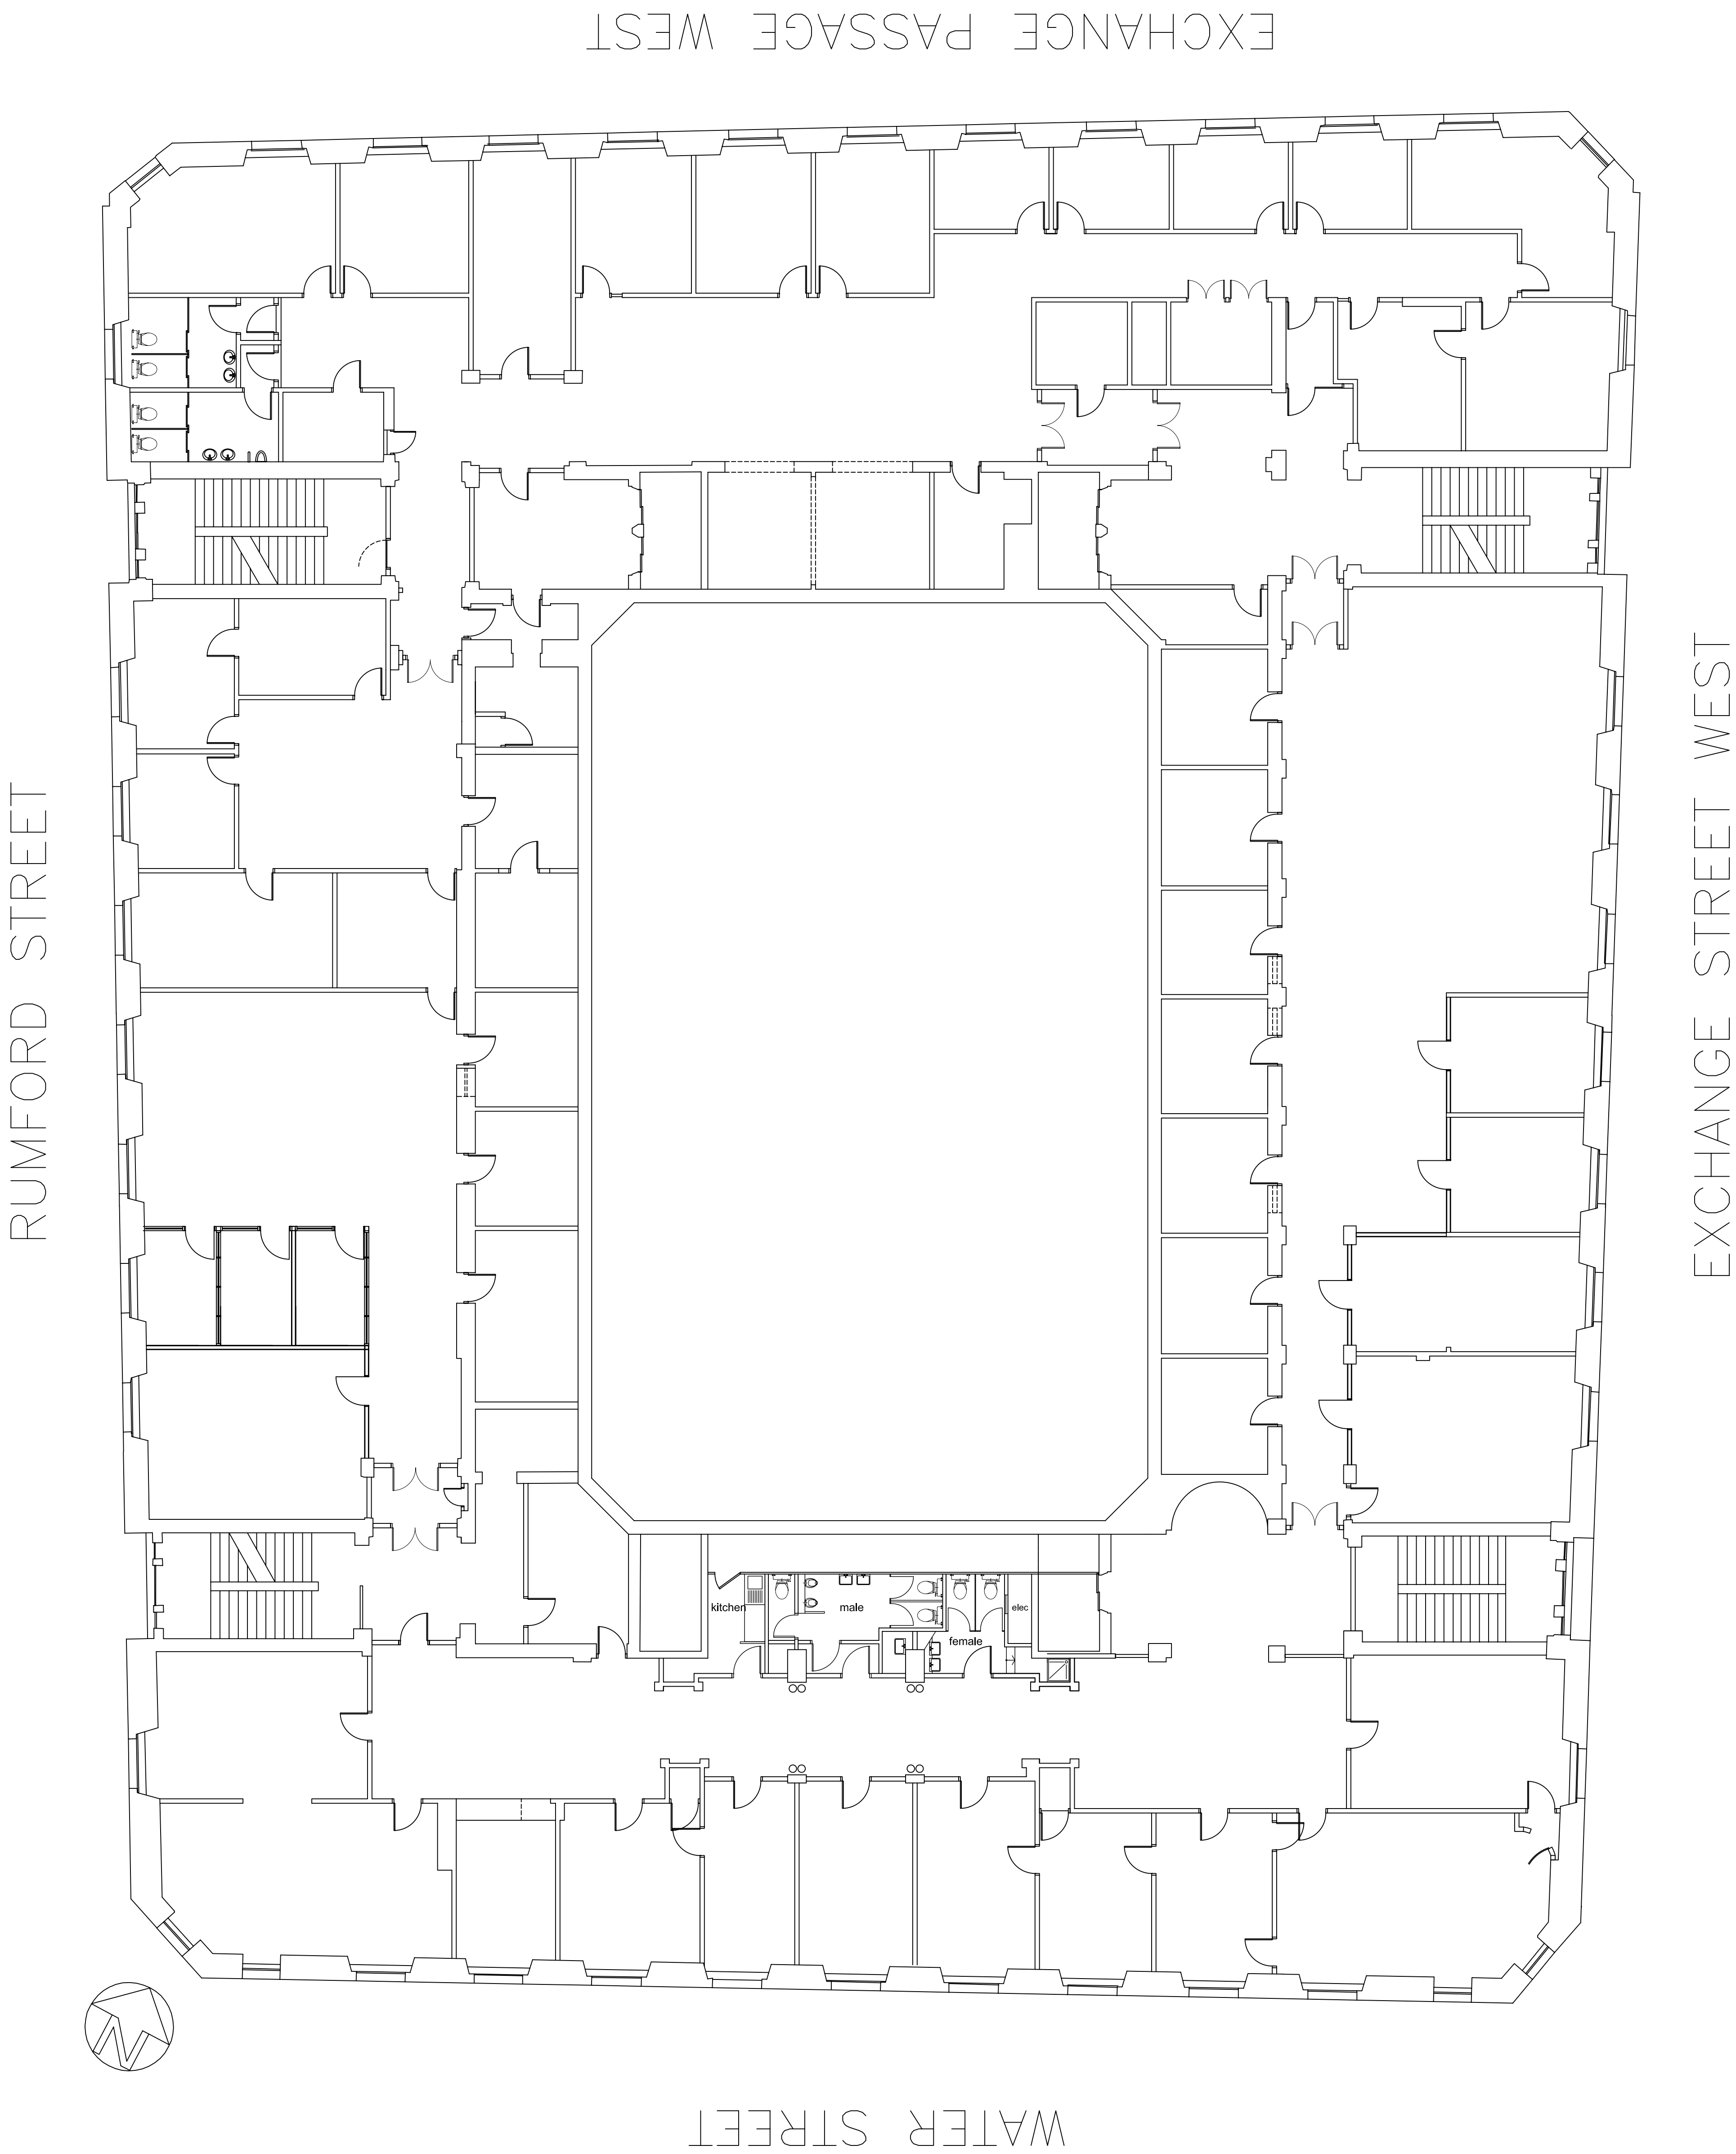 EXCHANGE PASSAGE WEST
RUMFORD STREET
EXCHANGE STREET WEST
kitchen
male
elec
female
N
WATER STREET